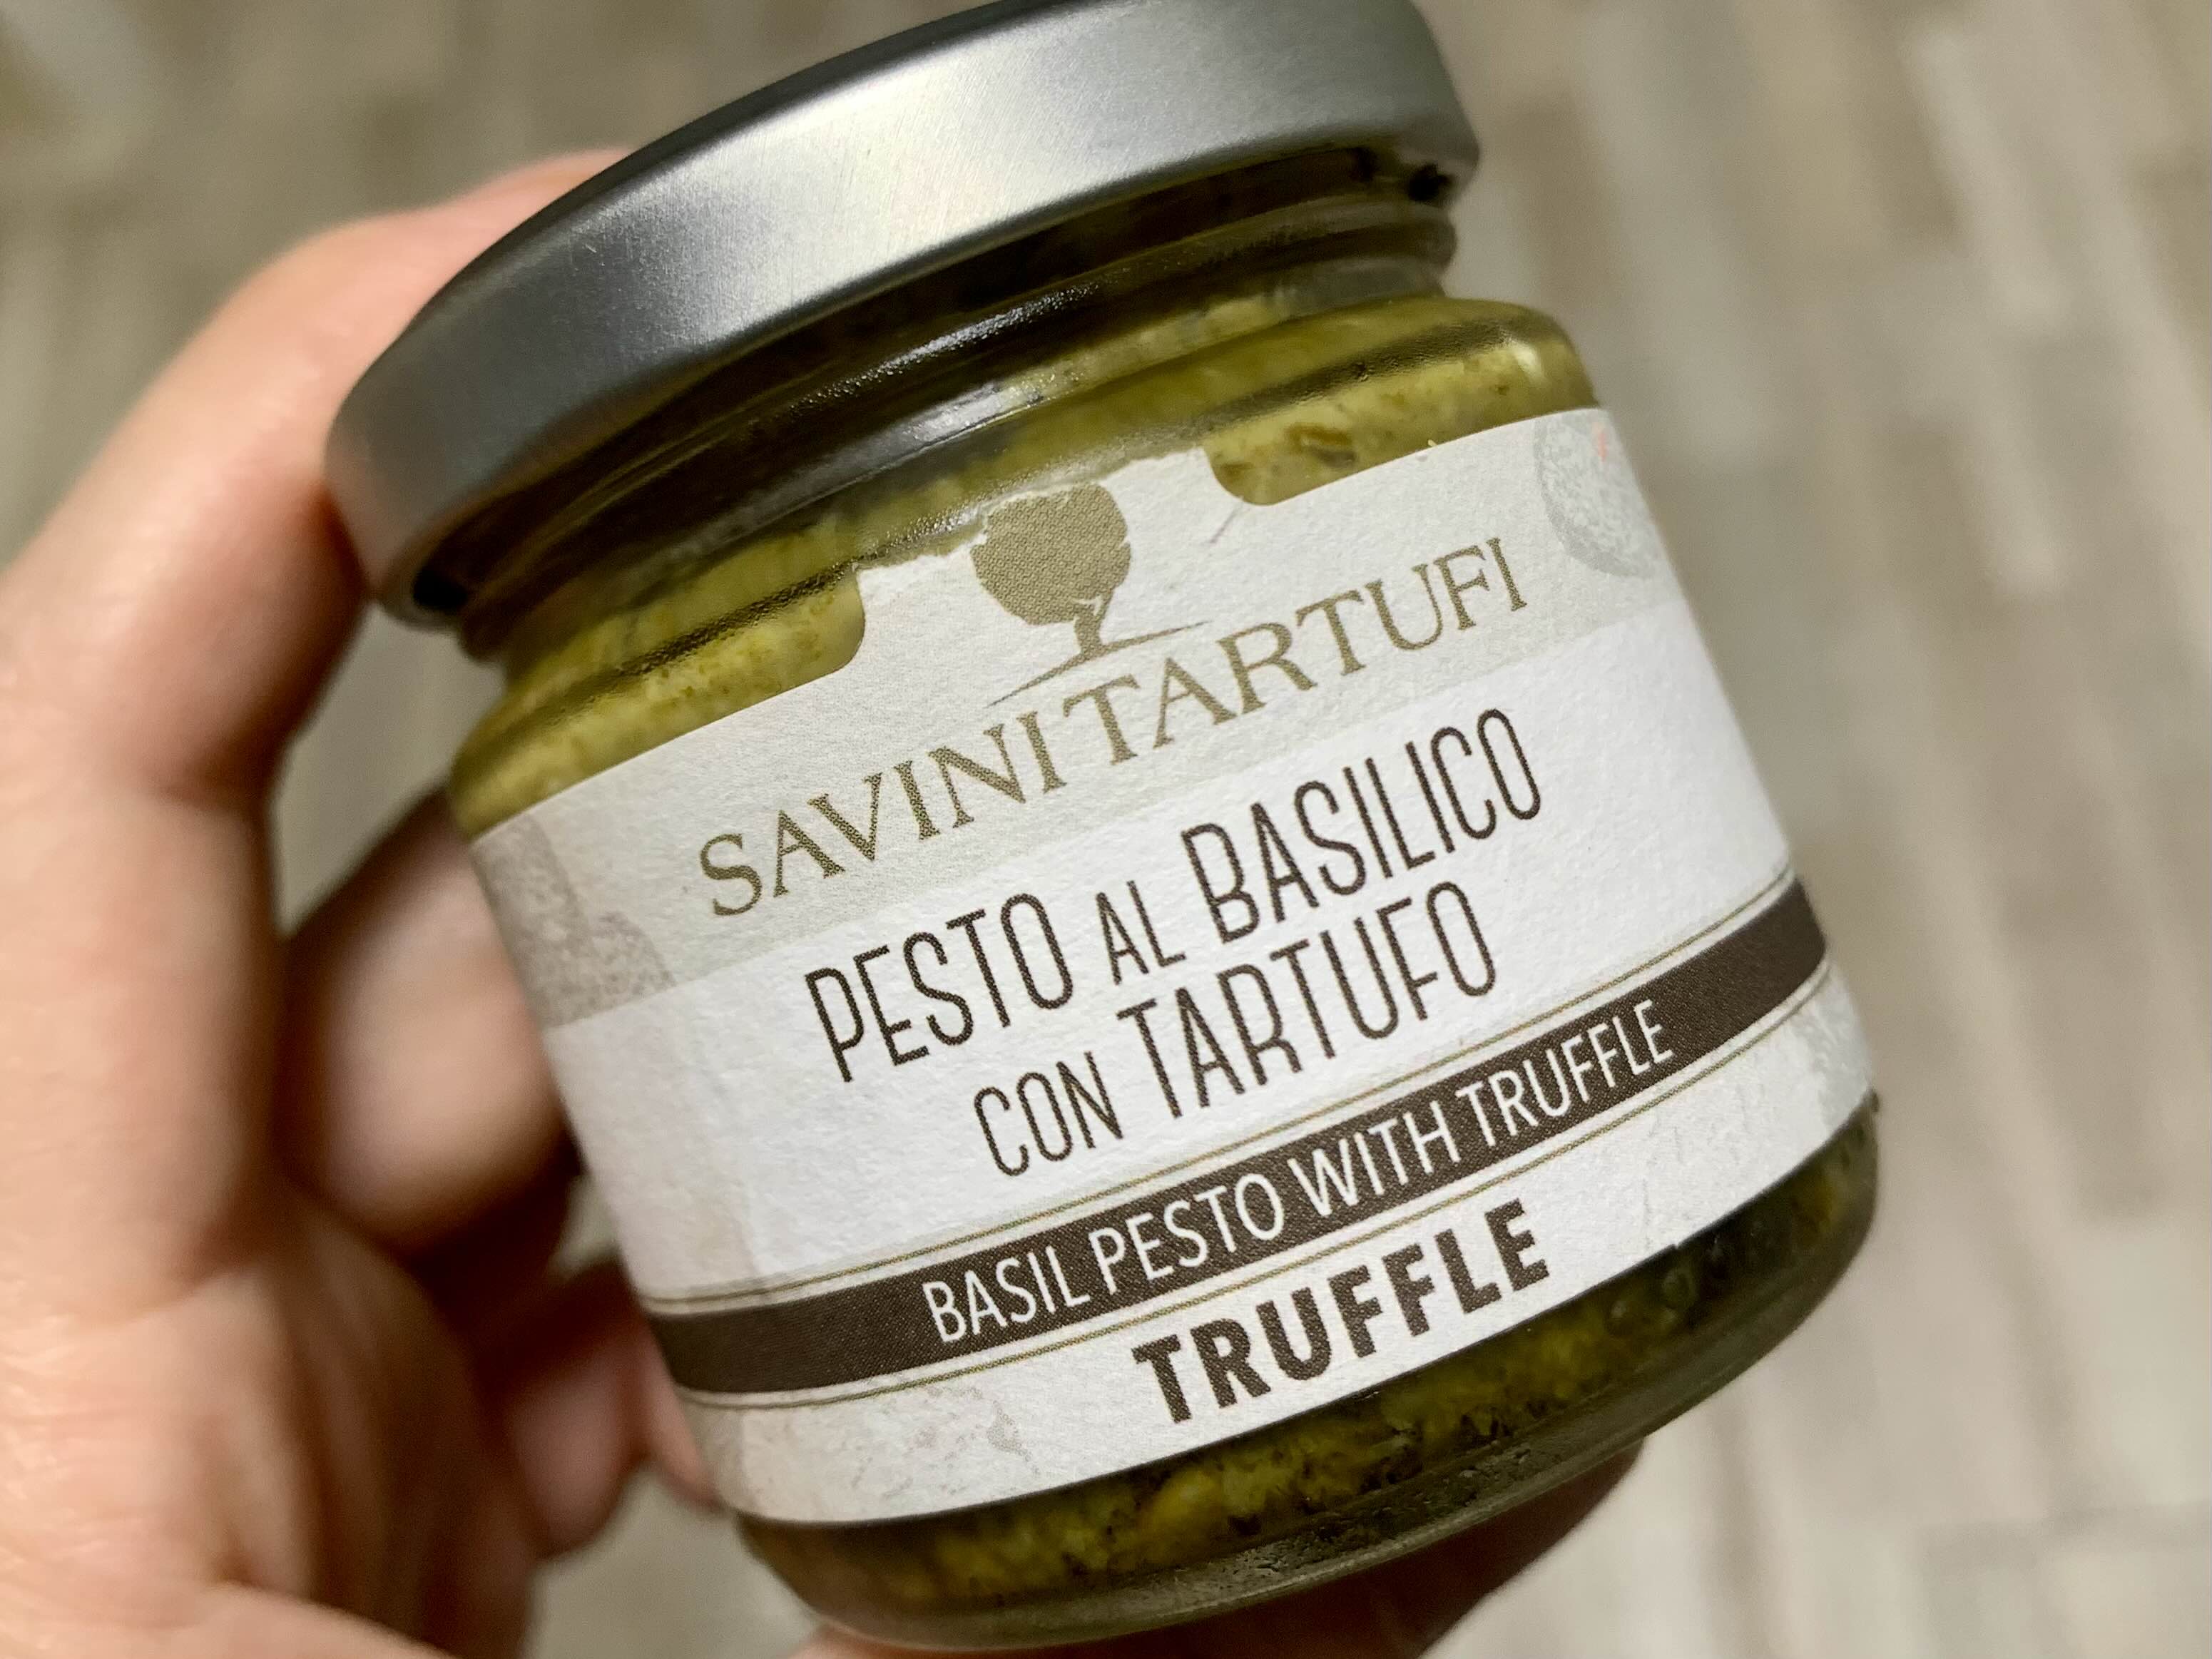 SAVINI TARTUFI
PESTO AL BASILICO
CON TARTUFO
BASIL PESTO WITH TRUFFLE
TRUFFLE